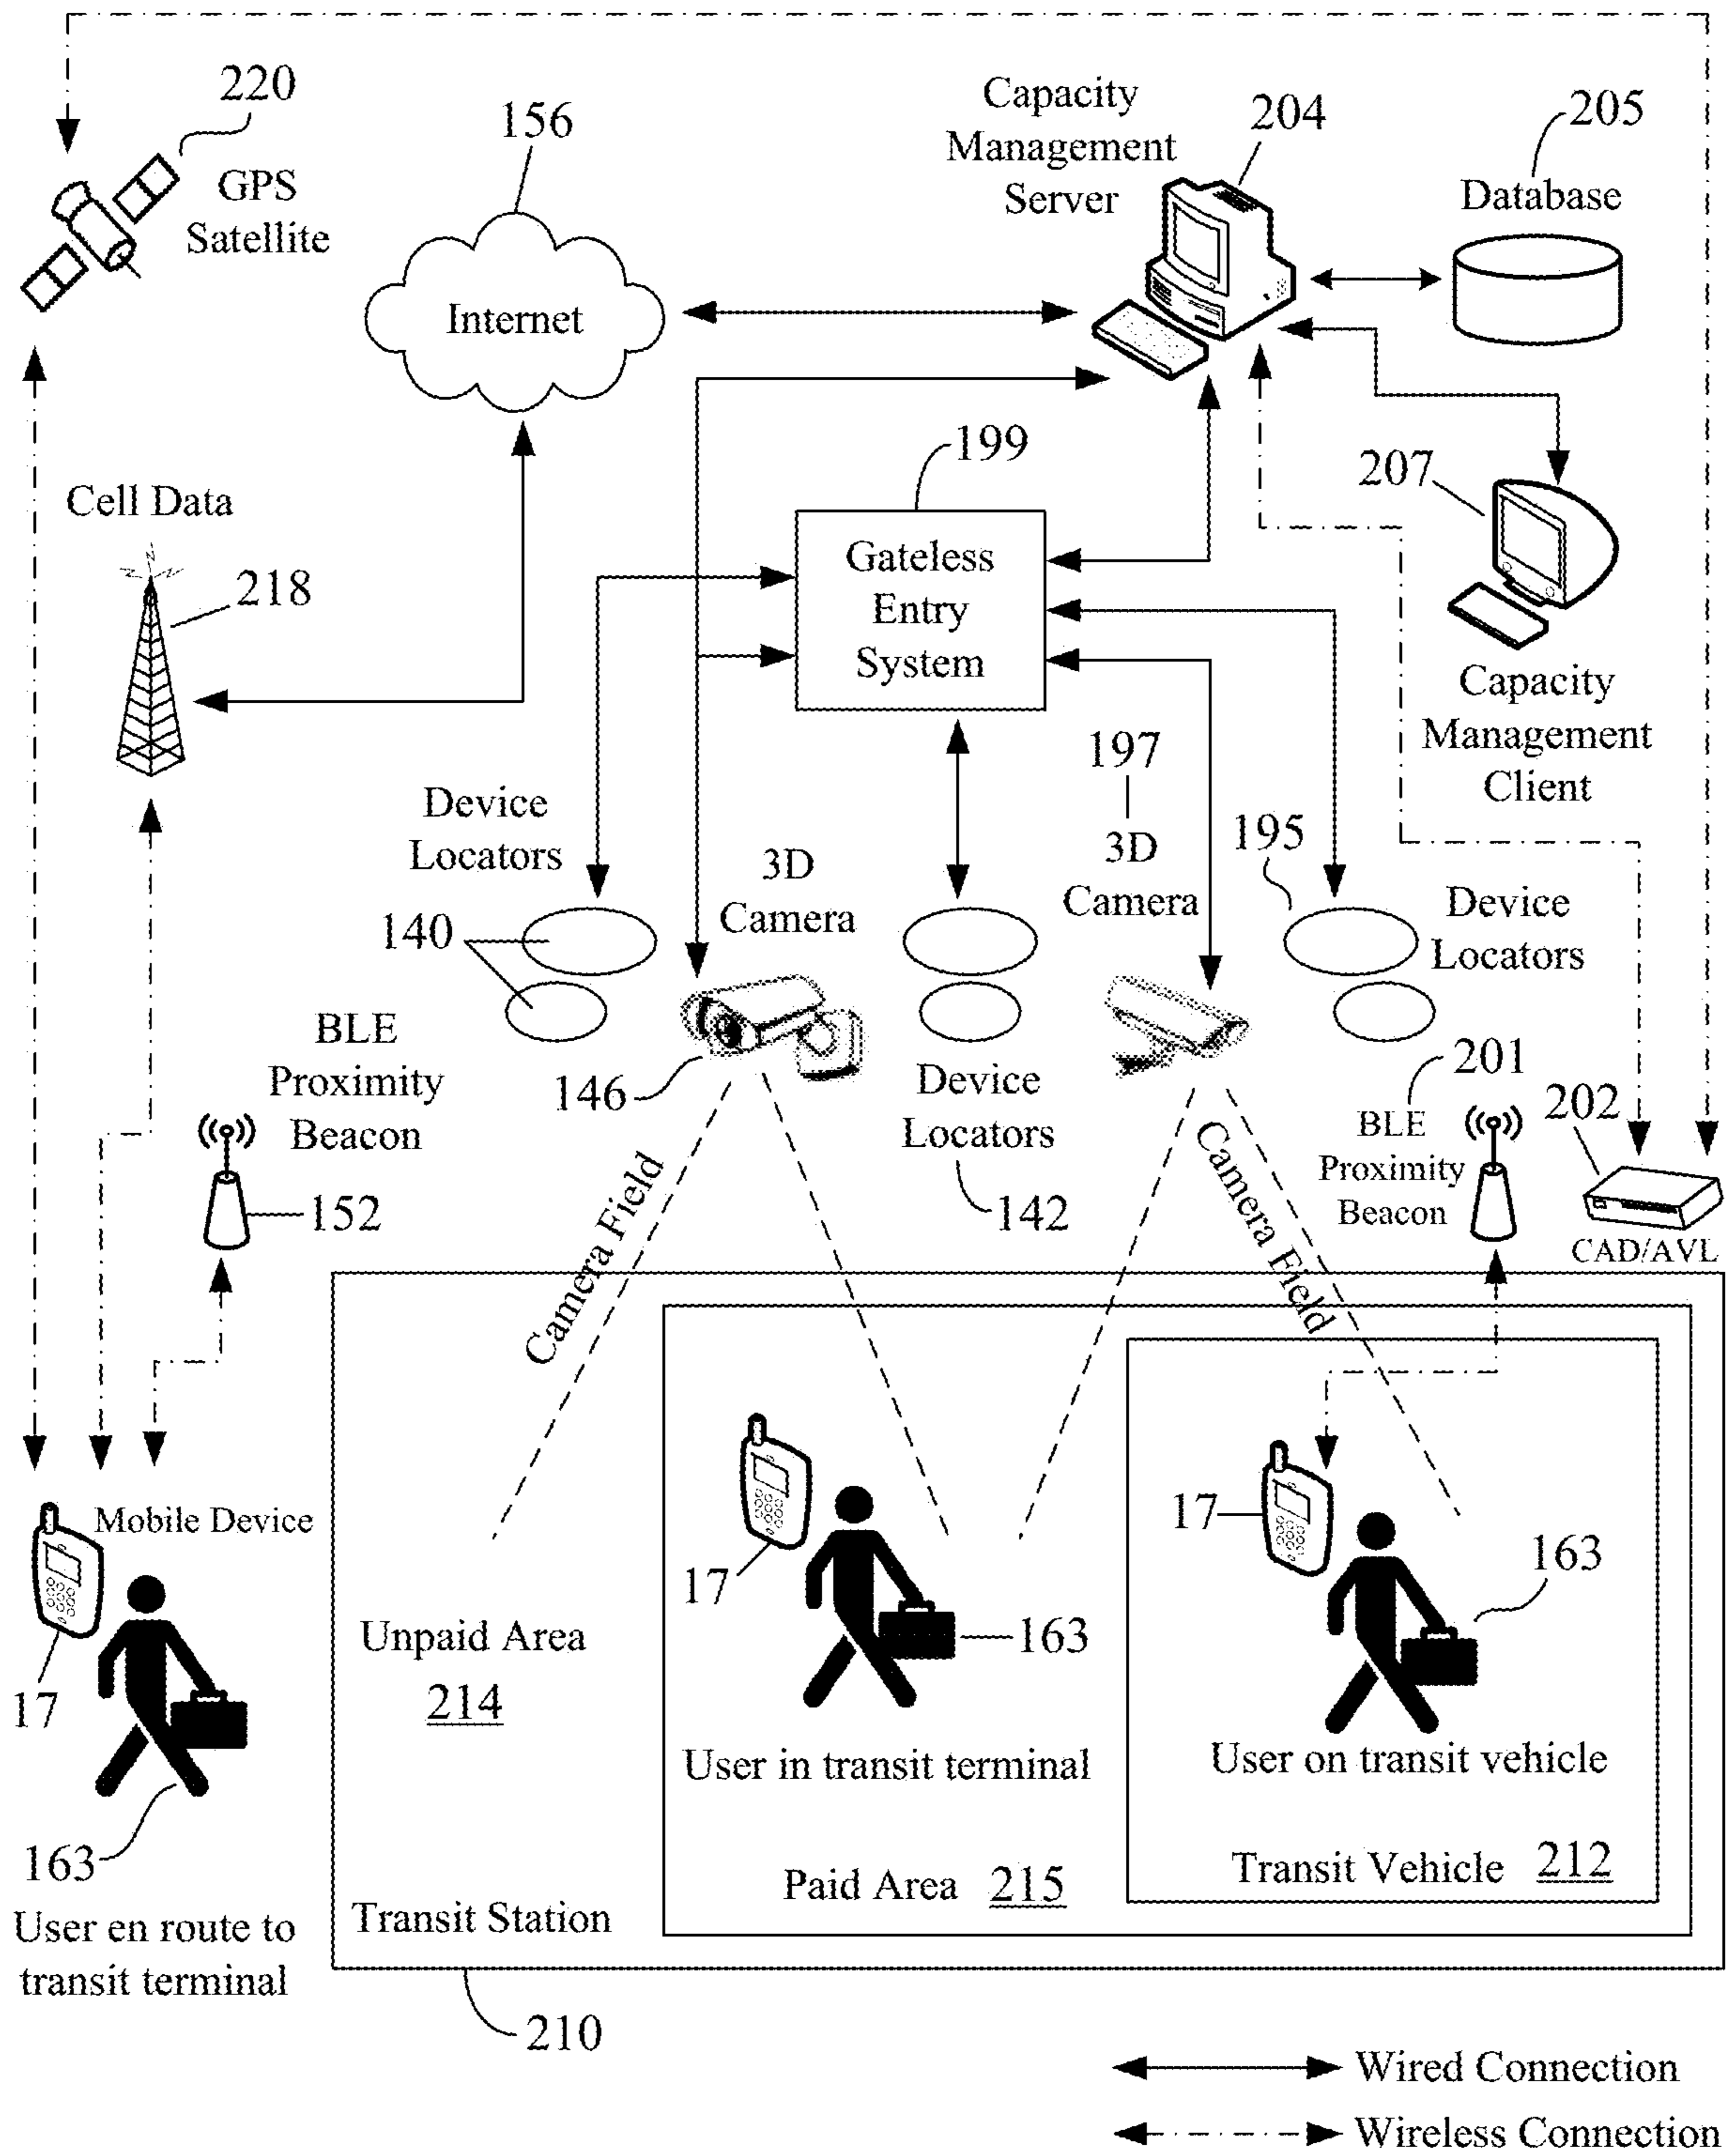 220
GPS
Satellite
156
Internet
Capacity
Management
Server
204
205
Database
199
Gateless
Entry
System
207
Capacity
Management
Client
Cell Data
218
Device
Locators
140
3D
Camera
146
197
3D
Camera
195
Device
Locators
Device
Locators
142
BLE
Proximity
Beacon
152
201
BLE
Proximity
Beacon
202
CAD/AVL
Camera Field
Camera Field
Mobile Device
17
163
User en route to
transit terminal
Unpaid Area
214
17
163
User in transit terminal
17
163
User on transit vehicle
Transit Vehicle 212
Paid Area 215
Transit Station
210
Wired Connection
Wireless Connection